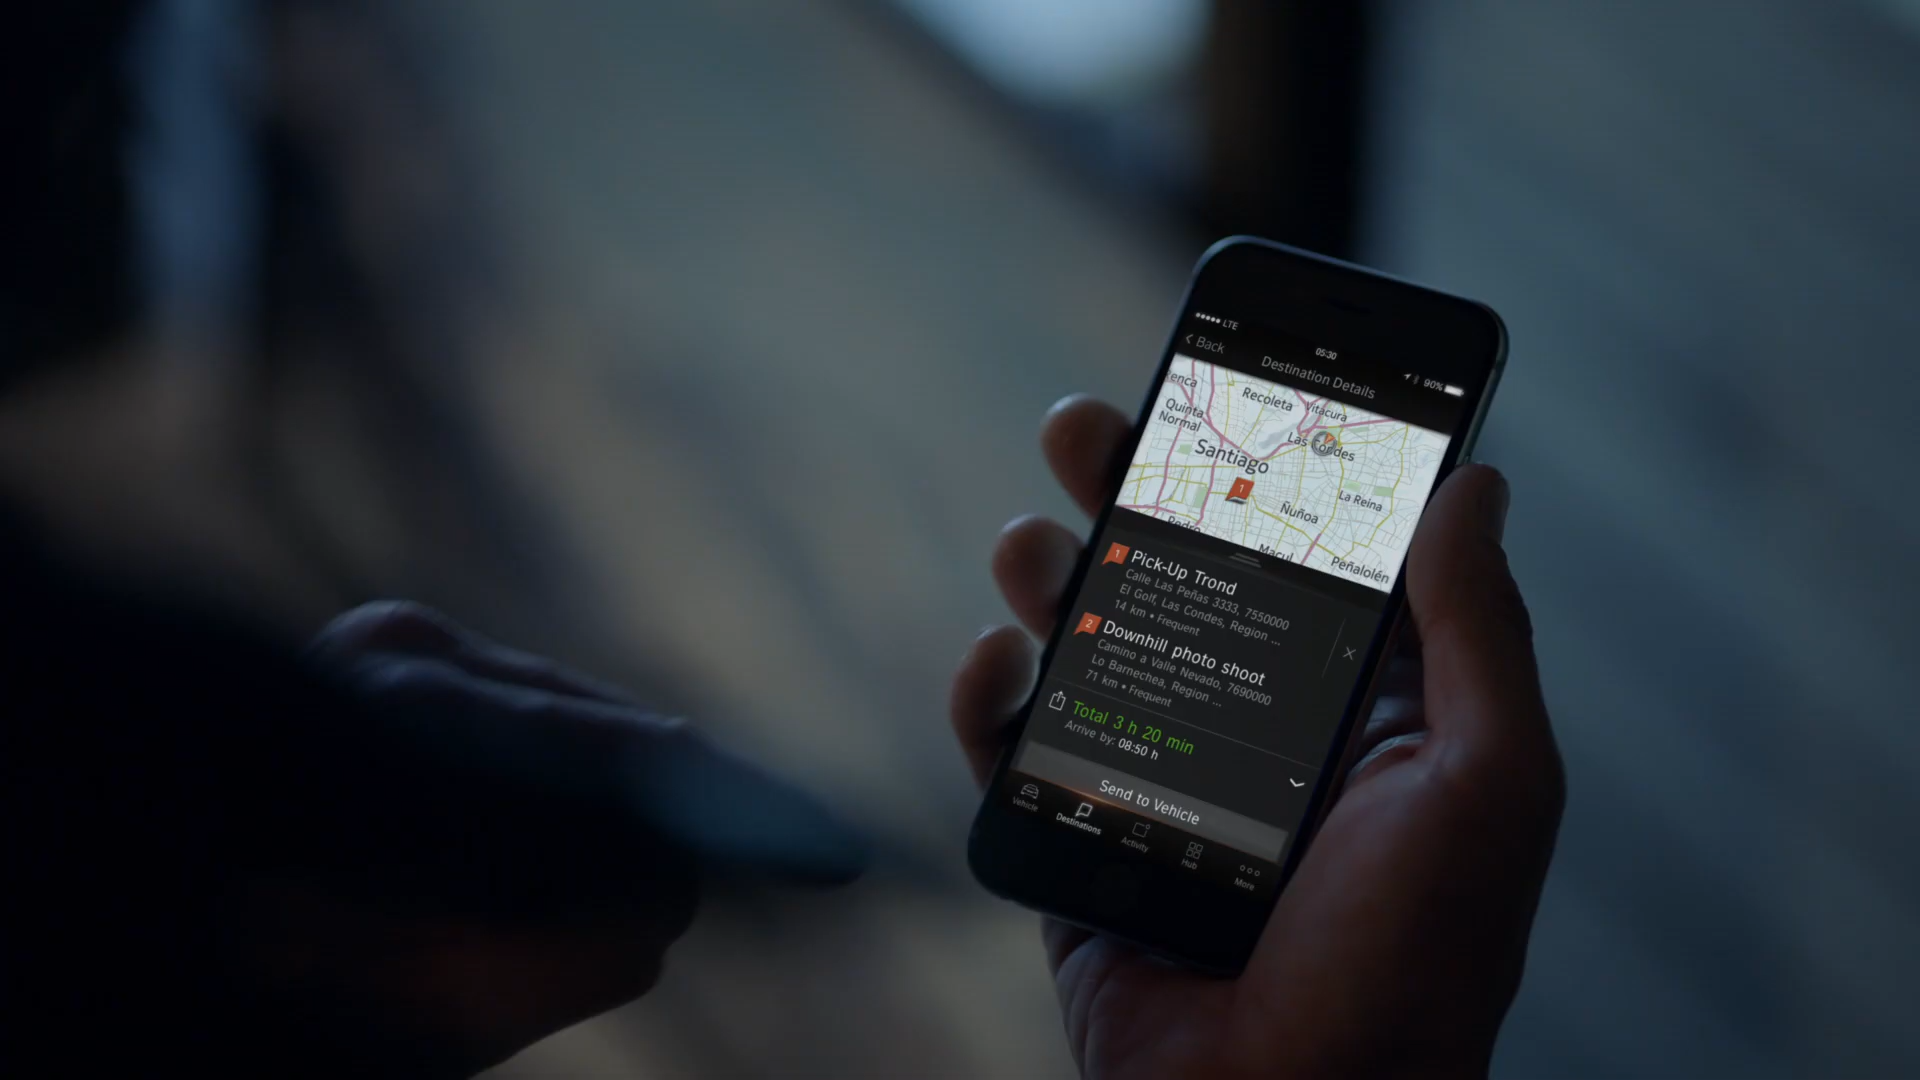 LTE
05:30
90%
Back
Destination Details
Recoleta
Vitacura
Quinta
Normal
Las Condes
Santiago
La Reina
1
Ñuñoa
Macul
Peñalolén
1
Pick-Up Trond
Calle Las Peñas 3333, 7550000
El Golf, Las Condes, Region ...
14 km • Frequent
2
Downhill photo shoot
Camino a Valle Nevado, 7690000
Lo Barnechea, Region ...
71 km • Frequent
Total 3 h 20 min
Arrive by: 08:50 h
Send to Vehicle
Vehicle
Destinations
Activity
Hub
More